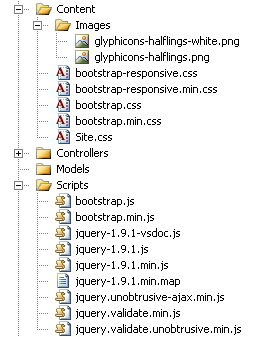 Content
Images
glyphicons-halflings-white.png
glyphicons-halflings.png
bootstrap-responsive.css
bootstrap-responsive.min.css
bootstrap.css
bootstrap.min.css
Site.css
Controllers
Models
Scripts
bootstrap.js
bootstrap.min.js
jquery-1.9.1-vsdoc.js
jquery-1.9.1.js
jquery-1.9.1.min.js
jquery-1.9.1.min.map
jquery.unobtrusive-ajax.min.js
jquery.validate.min.js
jquery.validate.unobtrusive.min.js